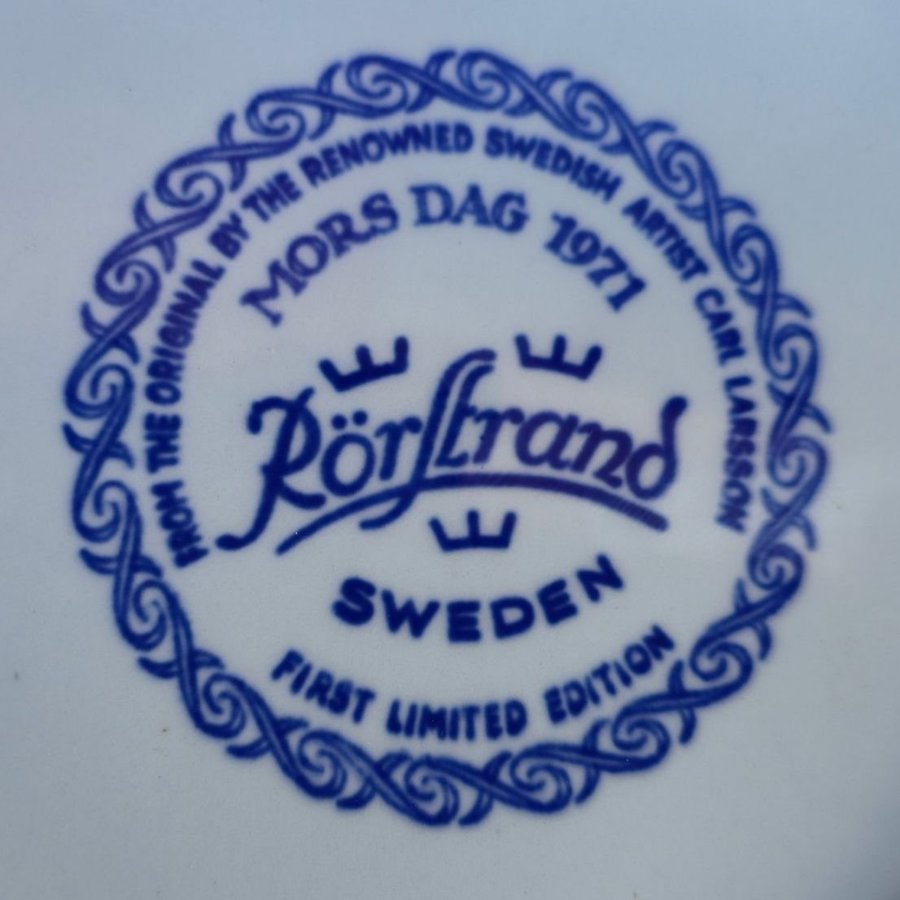 FROM THE ORIGINAL BY THE RENOWNED SWEDISH ARTIST CARL LARSSON
MORS DAG 1971
Rörstrand
SWEDEN
FIRST LIMITED EDITION